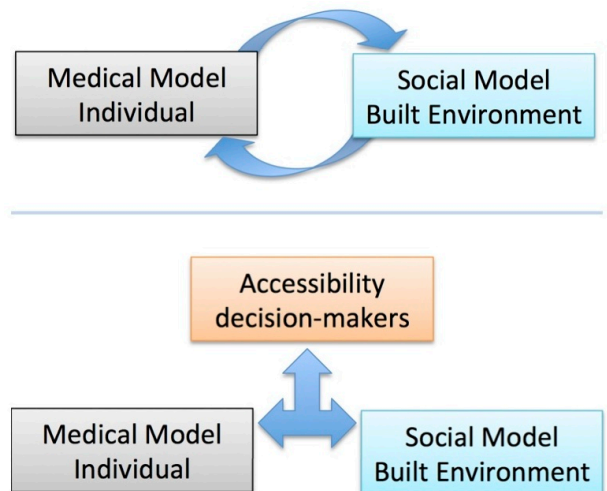 Medical Model
Individual
Social Model
Built Environment
Accessibility
decision-makers
Medical Model
Individual
Social Model
Built Environment